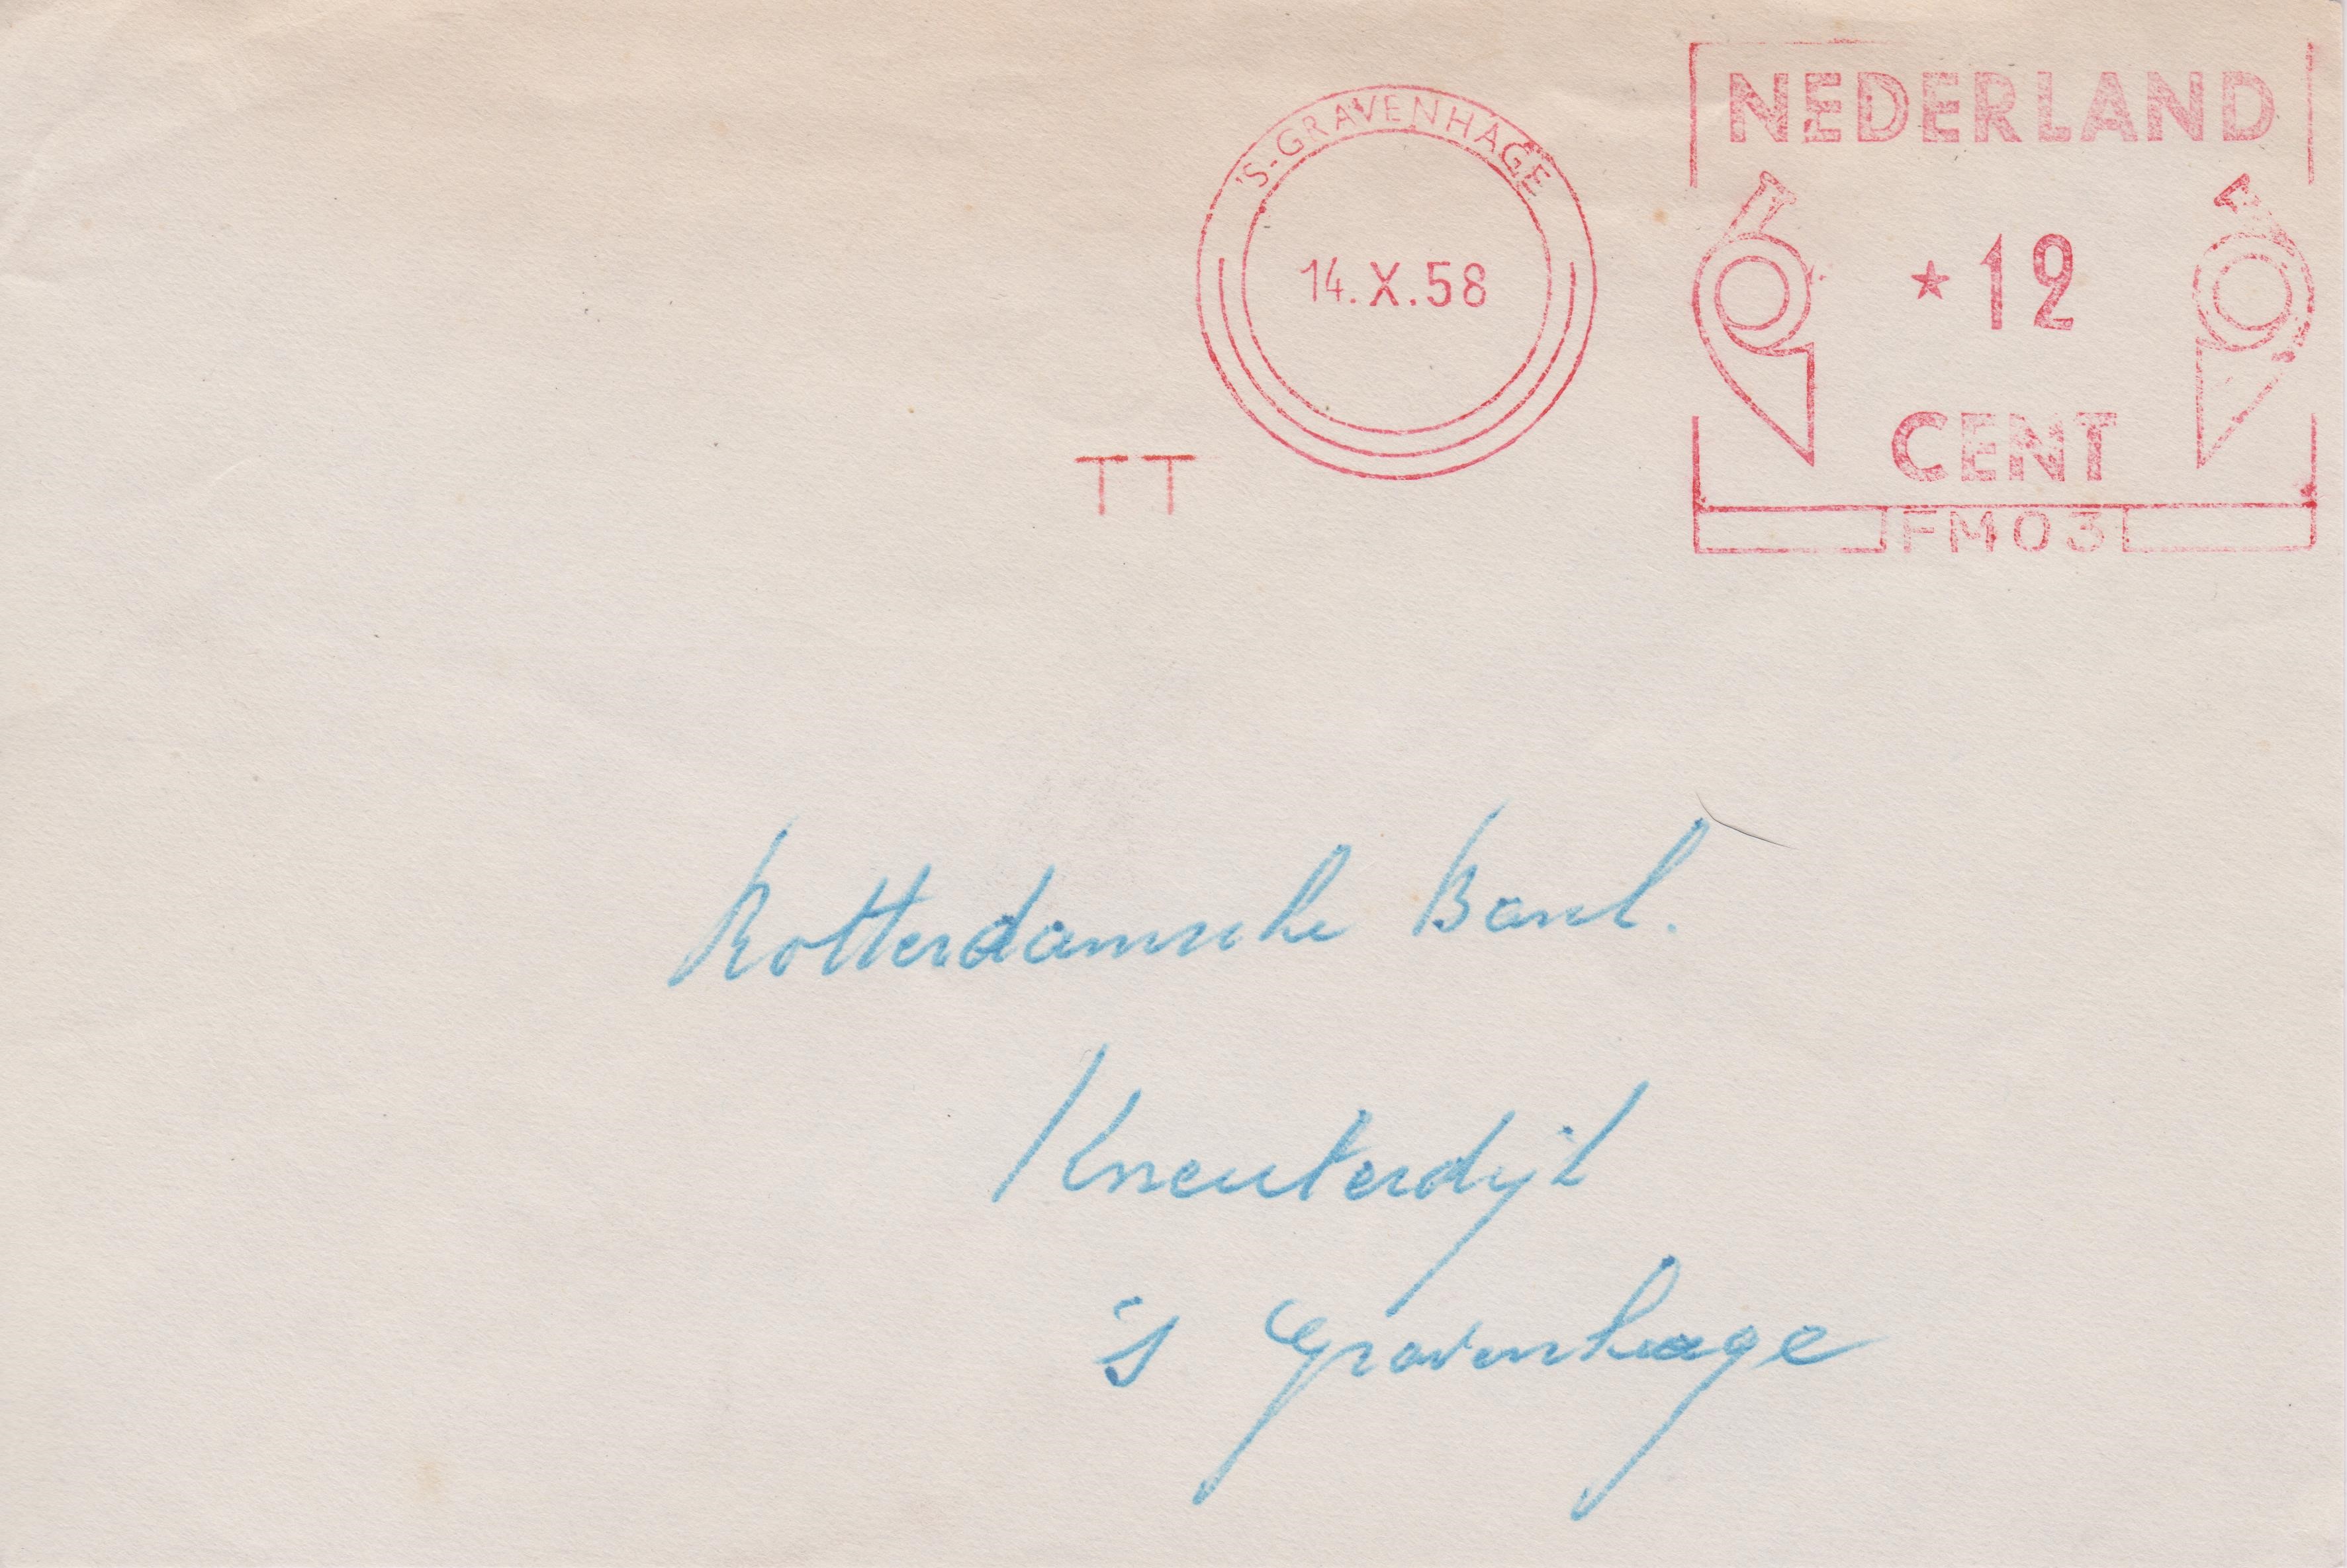 NEDERLAND
'S-GRAVENHAGE
14.X.58
★ 12
CENT
TT
FM03
Rotterdamsche Bank.
Kneuterdijk
's Gravenhage